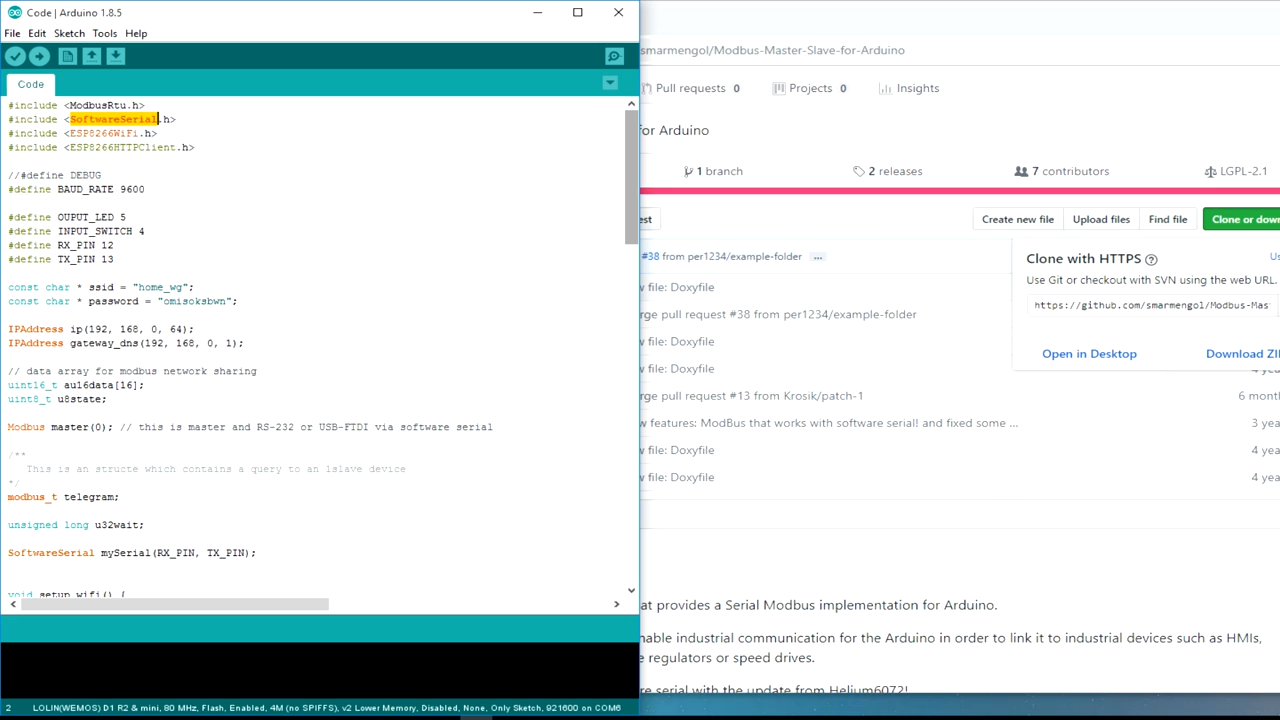 Code | Arduino 1.8.5
File Edit Sketch Tools Help
Code
#include <ModbusRtu.h>
#include <SoftwareSerial.h>
#include <ESP8266WiFi.h>
#include <ESP8266HTTPClient.h>
//#define DEBUG
#define BAUD_RATE 9600
#define OUPUT_LED 5
#define INPUT_SWITCH 4
#define RX_PIN 12
#define TX_PIN 13
const char * ssid = "home_wg";
const char * password = "omisoksbwn";
IPAddress ip(192, 168, 0, 64);
IPAddress gateway_dns(192, 168, 0, 1);
// data array for modbus network sharing
uint16_t au16data[16];
uint8_t u8state;
Modbus master(0); // this is master and RS-232 or USB-FTDI via software serial
/**
This is an structe which contains a query to an lslave device
*/
modbus_t telegram;
unsigned long u32wait;
SoftwareSerial mySerial(RX_PIN, TX_PIN);
void setup_wifi() {
2 LOLIN(WEMOS) D1 R2 & mini, 80 MHz, Flash, Enabled, 4M (no SPIFFS), v2 Lower Memory, Disabled, None, Only Sketch, 921600 on COM6
smarmengol/Modbus-Master-Slave-for-Arduino
Pull requests 0 Projects 0 Insights
for Arduino
1 branch 2 releases 7 contributors LGPL-2.1
est Create new file Upload files Find file Clone or down
#38 from per1234/example-folder ...
Clone with HTTPS ? Us
Use Git or checkout with SVN using the web URL.
w file: Doxyfile
https://github.com/smarmengol/Modbus-Mas
rge pull request #38 from per1234/example-folder
w file: Doxyfile
Open in Desktop Download ZI
w file: Doxyfile 4 yea
rge pull request #13 from Krosik/patch-1 6 month
w features: ModBus that works with software serial! and fixed some ... 3 yea
w file: Doxyfile 4 yea
w file: Doxyfile 4 yea
at provides a Serial Modbus implementation for Arduino.
nable industrial communication for the Arduino in order to link it to industrial devices such as HMIs,
e regulators or speed drives.
re serial with the update from Helium6072!